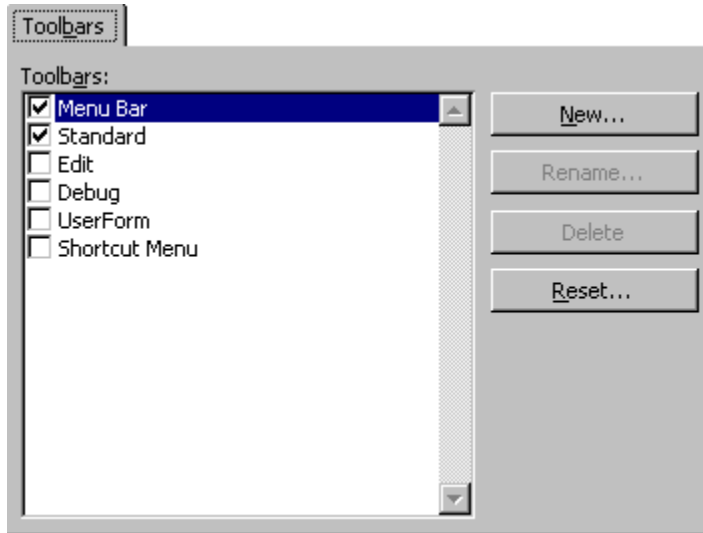 Toolbars
Toolbars:
Menu Bar
Standard
Edit
Debug
UserForm
Shortcut Menu
New...
Rename...
Delete
Reset...